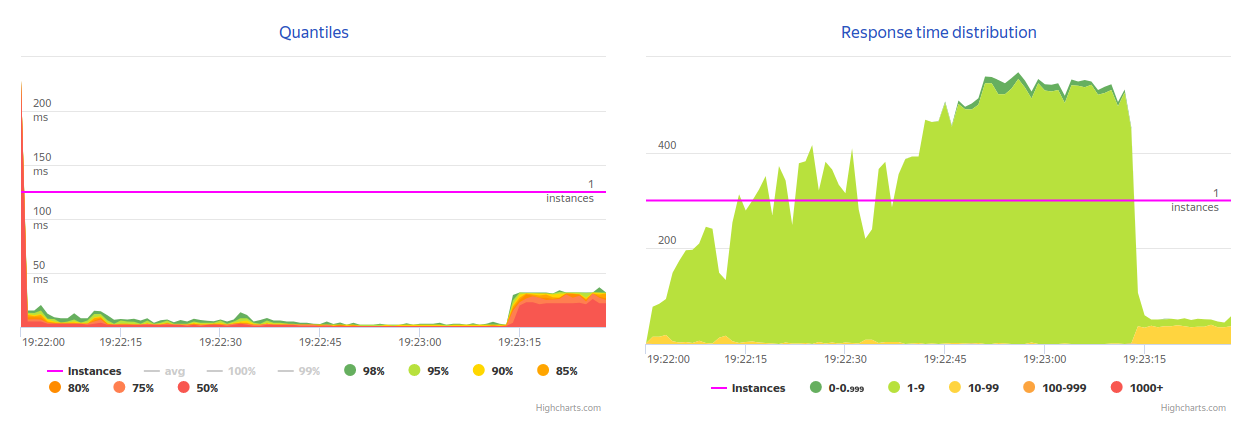 Quantiles
200
ms
150
ms
100
ms
50
ms
1
instances
19:22:00 19:22:15 19:22:30 19:22:45 19:23:00 19:23:15
Instances avg 100% 99% 98% 95% 90% 85%
80% 75% 50%
Highcharts.com
Response time distribution
400
200
1
instances
19:22:00 19:22:15 19:22:30 19:22:45 19:23:00 19:23:15
Instances 0-0.999 1-9 10-99 100-999 1000+
Highcharts.com